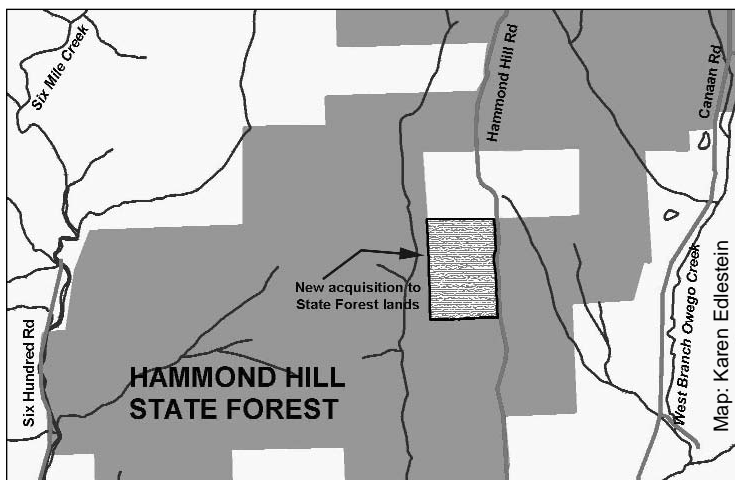 Six Mile Creek
Hammond Hill Rd
Canaan Rd
New acquisition to
State Forest lands
Six Hundred Rd
HAMMOND HILL
STATE FOREST
West Branch Owego Creek
Map: Karen Edlestein